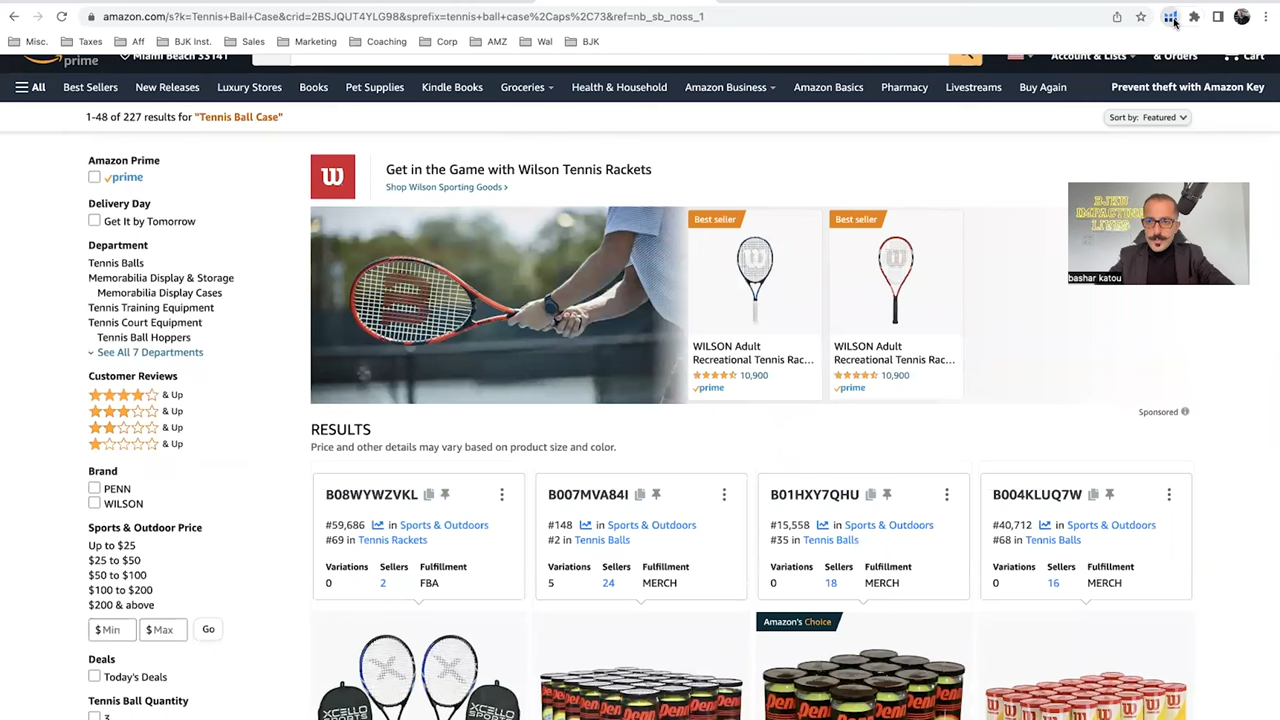 amazon.com/s?k=Tennis+Ball+Case&crid=2BSJQUT4YLG98&sprefix=tennis+ball+case%2Caps%2C73&ref=nb_sb_noss_1
Misc. Taxes Aff BJK Inst. Sales Marketing Coaching Corp AMZ Wal BJK
prime Miami Beach 33141 Account & Lists & Orders Cart
All Best Sellers New Releases Luxury Stores Books Pet Supplies Kindle Books Groceries Health & Household Amazon Business Amazon Basics Pharmacy Livestreams Buy Again Prevent theft with Amazon Key
1-48 of 227 results for "Tennis Ball Case" Sort by: Featured
Amazon Prime
prime
Delivery Day
Get It by Tomorrow
Department
Tennis Balls
Memorabilia Display & Storage
Memorabilia Display Cases
Tennis Training Equipment
Tennis Court Equipment
Tennis Ball Hoppers
See All 7 Departments
Customer Reviews
& Up
& Up
& Up
& Up
Brand
PENN
WILSON
Sports & Outdoor Price
Up to $25
$25 to $50
$50 to $100
$100 to $200
$200 & above
$ Min $ Max Go
Deals
Today's Deals
Tennis Ball Quantity
3
W
Get in the Game with Wilson Tennis Rackets
Shop Wilson Sporting Goods ›
Best seller Best seller
WILSON Adult
Recreational Tennis Rac...
10,900
prime
WILSON Adult
Recreational Tennis Rac...
10,900
prime
BJKU
IMPACTING
LIVES
bashar katou
Sponsored
RESULTS
Price and other details may vary based on product size and color.
B08WYWZVKL
#59,686 in Sports & Outdoors
#69 in Tennis Rackets
Variations Sellers Fulfillment
0 2 FBA
B007MVA84I
#148 in Sports & Outdoors
#2 in Tennis Balls
Variations Sellers Fulfillment
5 24 MERCH
B01HXY7QHU
#15,558 in Sports & Outdoors
#35 in Tennis Balls
Variations Sellers Fulfillment
0 18 MERCH
B004KLUQ7W
#40,712 in Sports & Outdoors
#68 in Tennis Balls
Variations Sellers Fulfillment
0 16 MERCH
Amazon's Choice
XCELLO
SPORTS
XCELLO
SPORTS
Penn
Penn
Penn
Penn